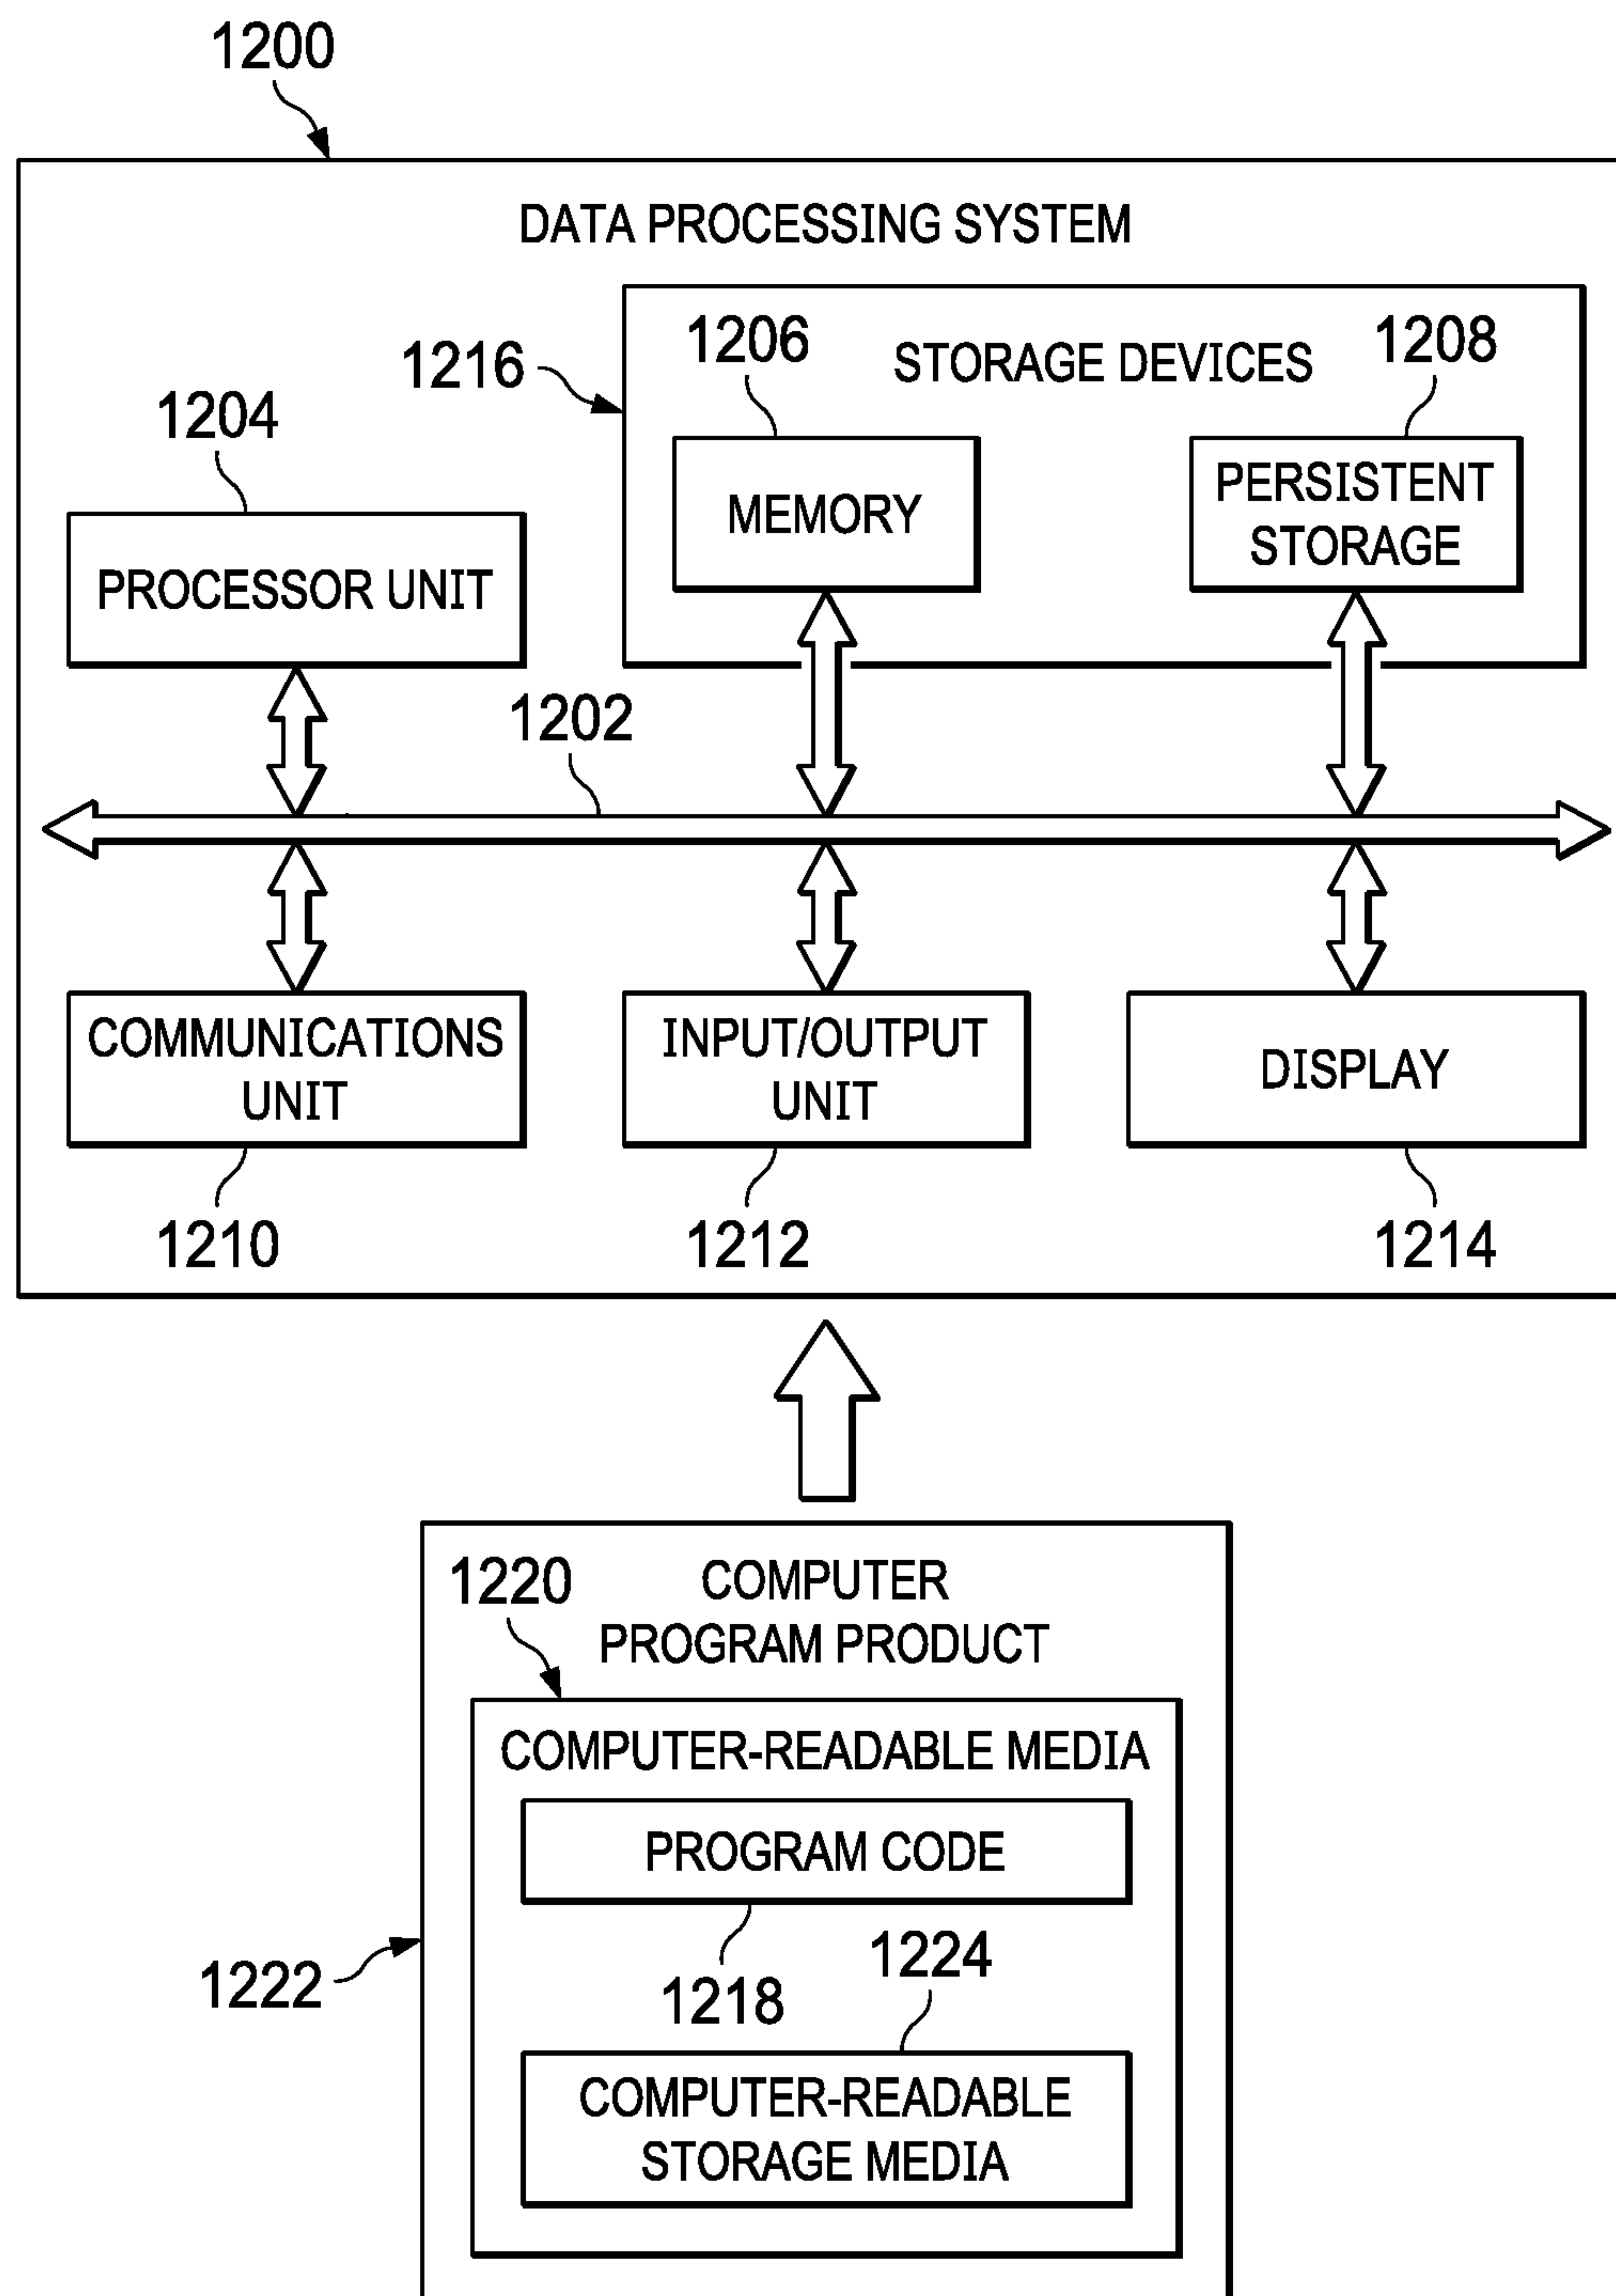 1200
DATA PROCESSING SYSTEM
1216
1206
STORAGE DEVICES
1208
1204
MEMORY
PERSISTENT
STORAGE
PROCESSOR UNIT
1202
COMMUNICATIONS
UNIT
INPUT/OUTPUT
UNIT
DISPLAY
1210
1212
1214
1220
COMPUTER
PROGRAM PRODUCT
COMPUTER-READABLE MEDIA
PROGRAM CODE
1222
1218
1224
COMPUTER-READABLE
STORAGE MEDIA